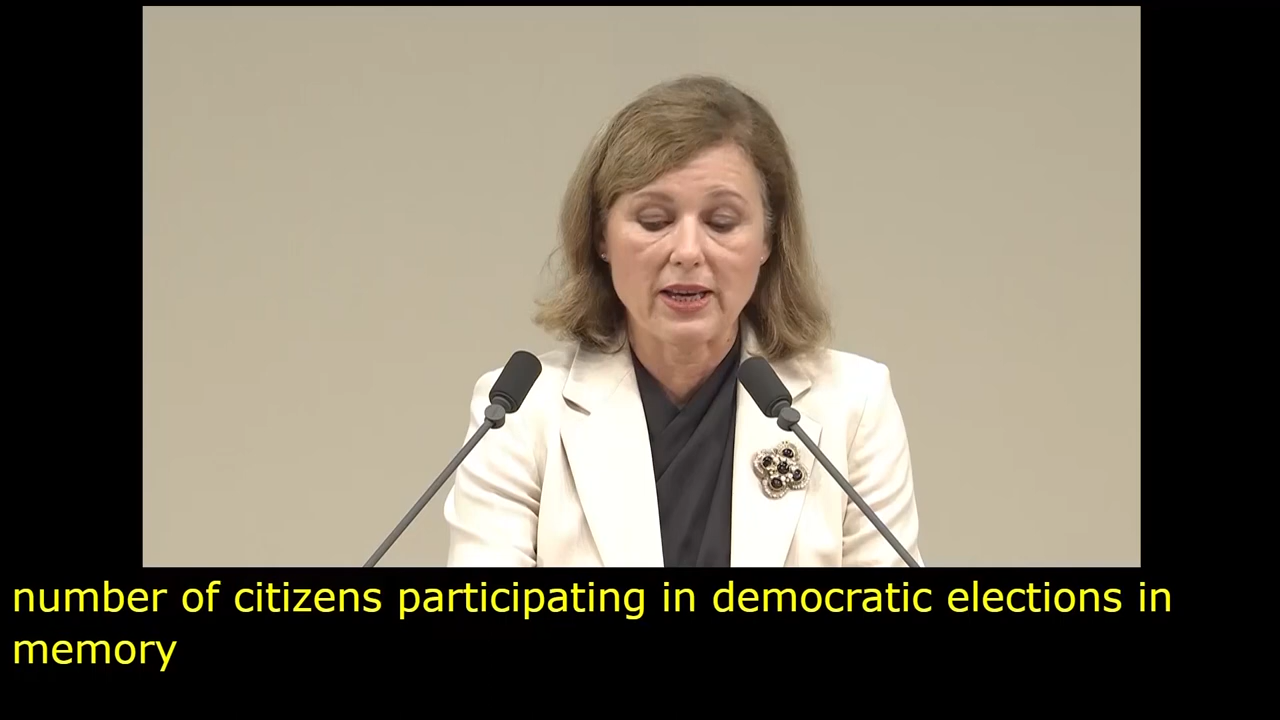 number of citizens participating in democratic elections in
memory